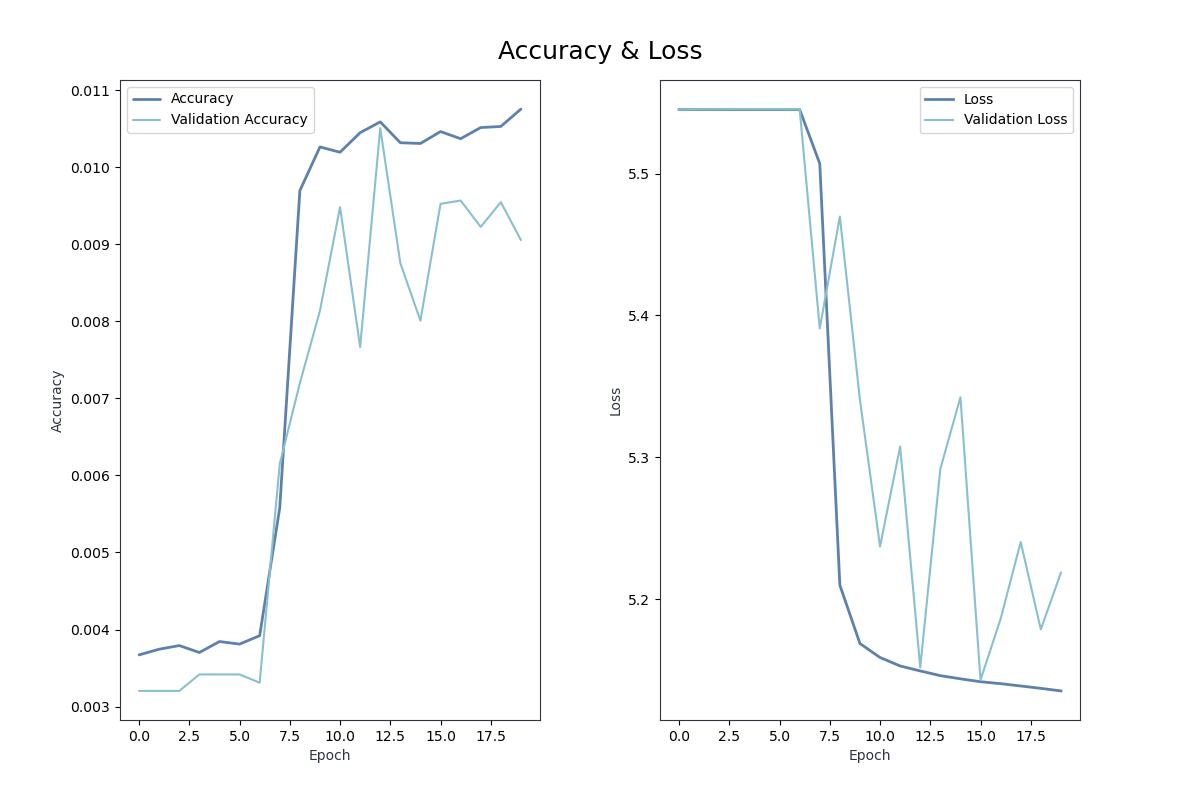 Accuracy & Loss
Accuracy
Validation Accuracy
0.011
0.010
0.009
0.008
0.007
0.006
0.005
0.004
0.003
Accuracy
0.0 2.5 5.0 7.5 10.0 12.5 15.0 17.5
Epoch
Loss
Validation Loss
5.5
5.4
5.3
5.2
Loss
0.0 2.5 5.0 7.5 10.0 12.5 15.0 17.5
Epoch